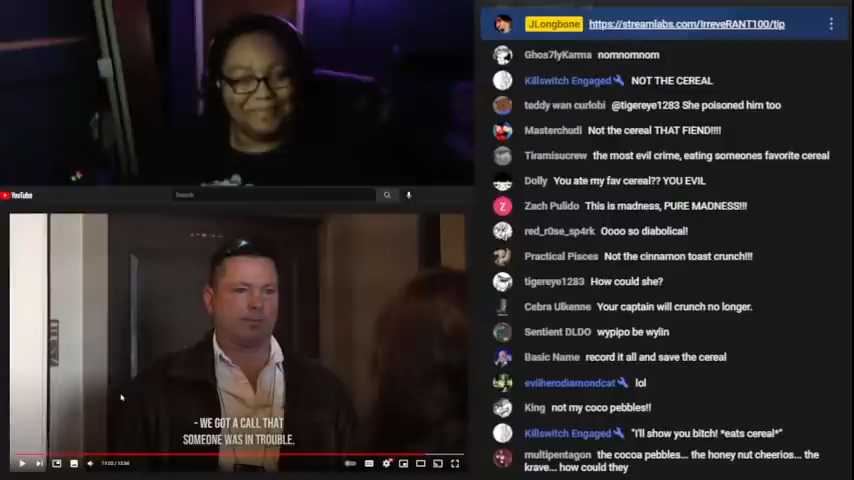 JLongbone https://streamlabs.com/IrreveRANT100/tip
Ghos7lyKarma nomnomnom
Killswitch Engaged NOT THE CEREAL
teddy wan curlobi @tigereye1283 She poisoned him too
Masterchudi Not the cereal THAT FIEND!!!!
Tiramisucrew the most evil crime, eating someones favorite cereal
Dolly You ate my fav cereal?? YOU EVIL
Z Zach Pulido This is madness, PURE MADNESS!!!
red_r0se_sp4rk Oooo so diabolical!
Practical Pisces Not the cinnamon toast crunch!!!
tigereye1283 How could she?
Cebra Ulkenne Your captain will crunch no longer.
Sentient DLDO wypipo be wylin
Basic Name record it all and save the cereal
evilherodiamondcat lol
King not my coco pebbles!!
Killswitch Engaged "I'll show you bitch! *eats cereal*"
multipentagon the cocoa pebbles... the honey nut cheerios... the
krave... how could they
YouTube
Search
- WE GOT A CALL THAT
SOMEONE WAS IN TROUBLE.